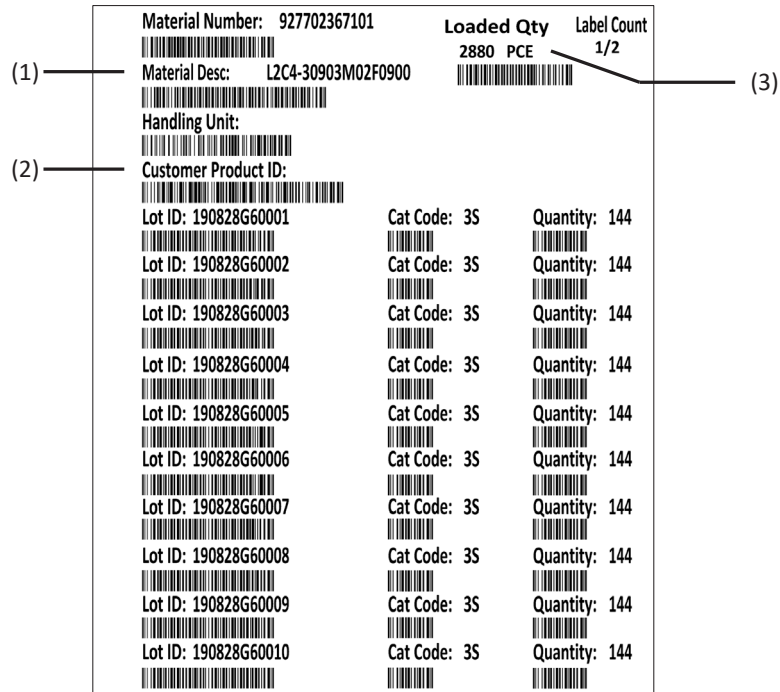 Material Number: 927702367101
Loaded Qty
Label Count
2880 PCE
1/2
(1)
Material Desc: L2C4-30903M02F0900
(3)
Handling Unit:
(2)
Customer Product ID:
Lot ID: 190828G60001 Cat Code: 3S Quantity: 144
Lot ID: 190828G60002 Cat Code: 3S Quantity: 144
Lot ID: 190828G60003 Cat Code: 3S Quantity: 144
Lot ID: 190828G60004 Cat Code: 3S Quantity: 144
Lot ID: 190828G60005 Cat Code: 3S Quantity: 144
Lot ID: 190828G60006 Cat Code: 3S Quantity: 144
Lot ID: 190828G60007 Cat Code: 3S Quantity: 144
Lot ID: 190828G60008 Cat Code: 3S Quantity: 144
Lot ID: 190828G60009 Cat Code: 3S Quantity: 144
Lot ID: 190828G60010 Cat Code: 3S Quantity: 144